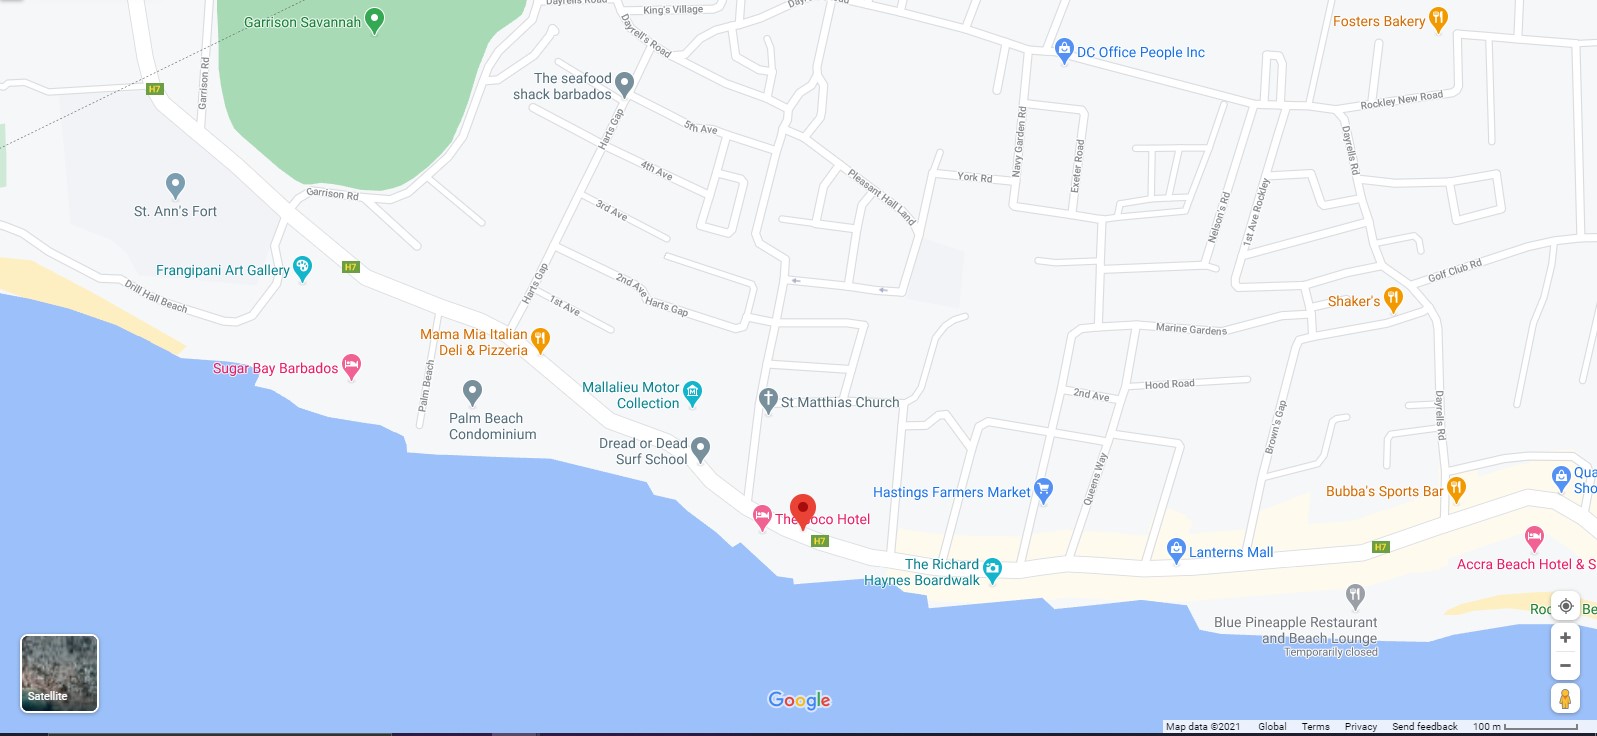 Dayrells Road
King's Village
Dayrell's Road
Garrison Savannah
Fosters Bakery
DC Office People Inc
The seafood
shack barbados
H7
Garrison Rd
Rockley New Road
Harts Gap
5th Ave
Navy Garden Rd
Exeter Road
Dayrells Rd
4th Ave
York Rd
Pleasant Hall Land
St. Ann's Fort
Garrison Rd
3rd Ave
Nelson's Rd
1st Ave Rockley
Frangipani Art Gallery
H7
Drill Hall Beach
Harts Gap
2nd Ave Harts Gap
1st Ave
Golf Club Rd
Shaker's
Marine Gardens
Mama Mia Italian
Deli & Pizzeria
Sugar Bay Barbados
Palm Beach
Mallalieu Motor
Collection
St Matthias Church
2nd Ave
Hood Road
Palm Beach
Condominium
Brown's Gap
Dayrells Rd
Dread or Dead
Surf School
Queens Way
Hastings Farmers Market
Bubba's Sports Bar
Qua
Sho
The Coco Hotel
H7
The Richard
Haynes Boardwalk
Lanterns Mall
H7
Accra Beach Hotel & S
Blue Pineapple Restaurant
and Beach Lounge
Temporarily closed
Roc
Be
Satellite
Google
Map data ©2021 Global Terms Privacy Send feedback 100 m